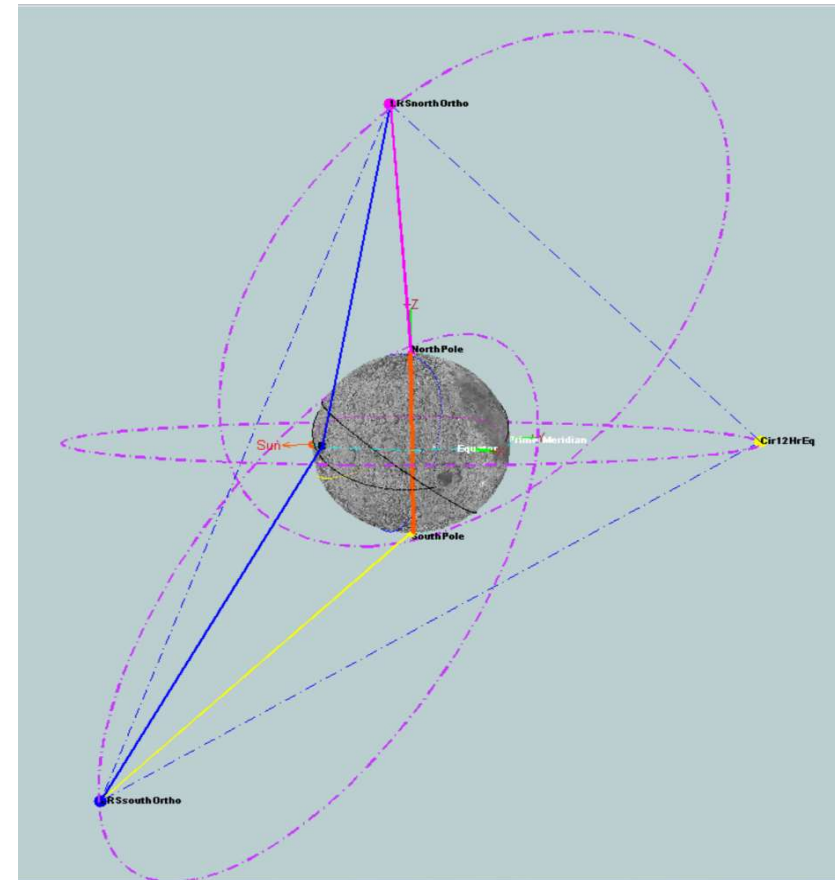 LRSnorthOrtho
+Z
NorthPole
Sun
Equator
Prime Meridian
Cir12HrEq
SouthPole
LRSsouthOrtho